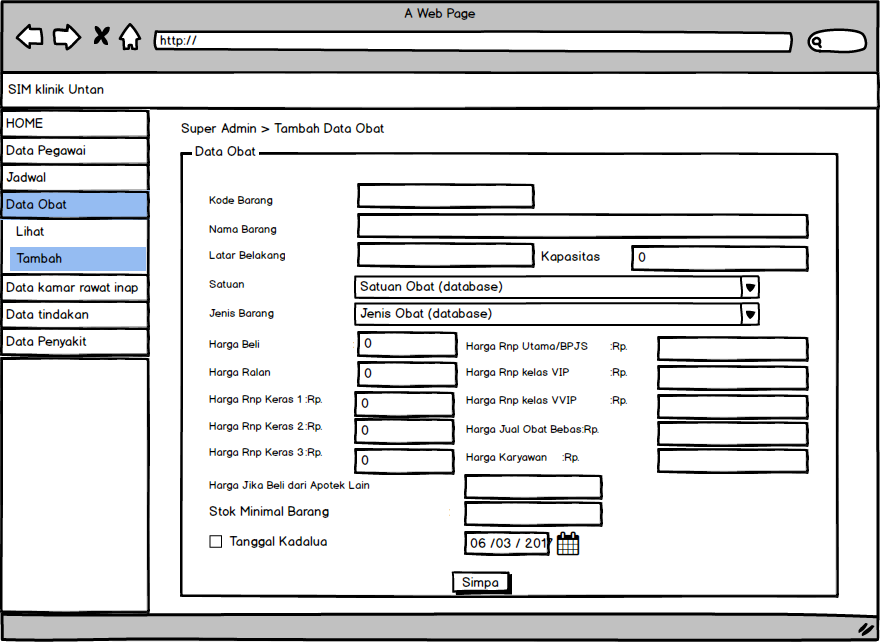 A Web Page
http://
SIM klinik Untan
HOME
Data Pegawai
Jadwal
Data Obat
Lihat
Tambah
Data kamar rawat inap
Data tindakan
Data Penyakit
Super Admin > Tambah Data Obat
Data Obat
Kode Barang
Nama Barang
Latar Belakang Kapasitas 0
Satuan Satuan Obat (database)
Jenis Barang Jenis Obat (database)
Harga Beli 0 Harga Rnp Utama/BPJS :Rp.
Harga Ralan 0 Harga Rnp kelas VIP :Rp.
Harga Rnp Keras 1 :Rp. 0 Harga Rnp kelas VVIP :Rp.
Harga Rnp Keras 2:Rp. 0 Harga Jual Obat Bebas:Rp.
Harga Rnp Keras 3:Rp. 0 Harga Karyawan :Rp.
Harga Jika Beli dari Apotek Lain
Stok Minimal Barang
Tanggal Kadalua 06 /03 / 2017
Simpa